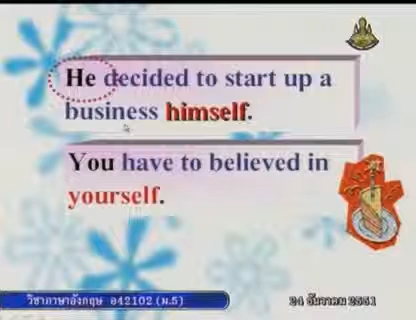 He decided to start up a
business himself.
You have to believed in
yourself.
วิชาภาษาอังกฤษ อ42102 (ม.5)
24 ธันวาคม 2551